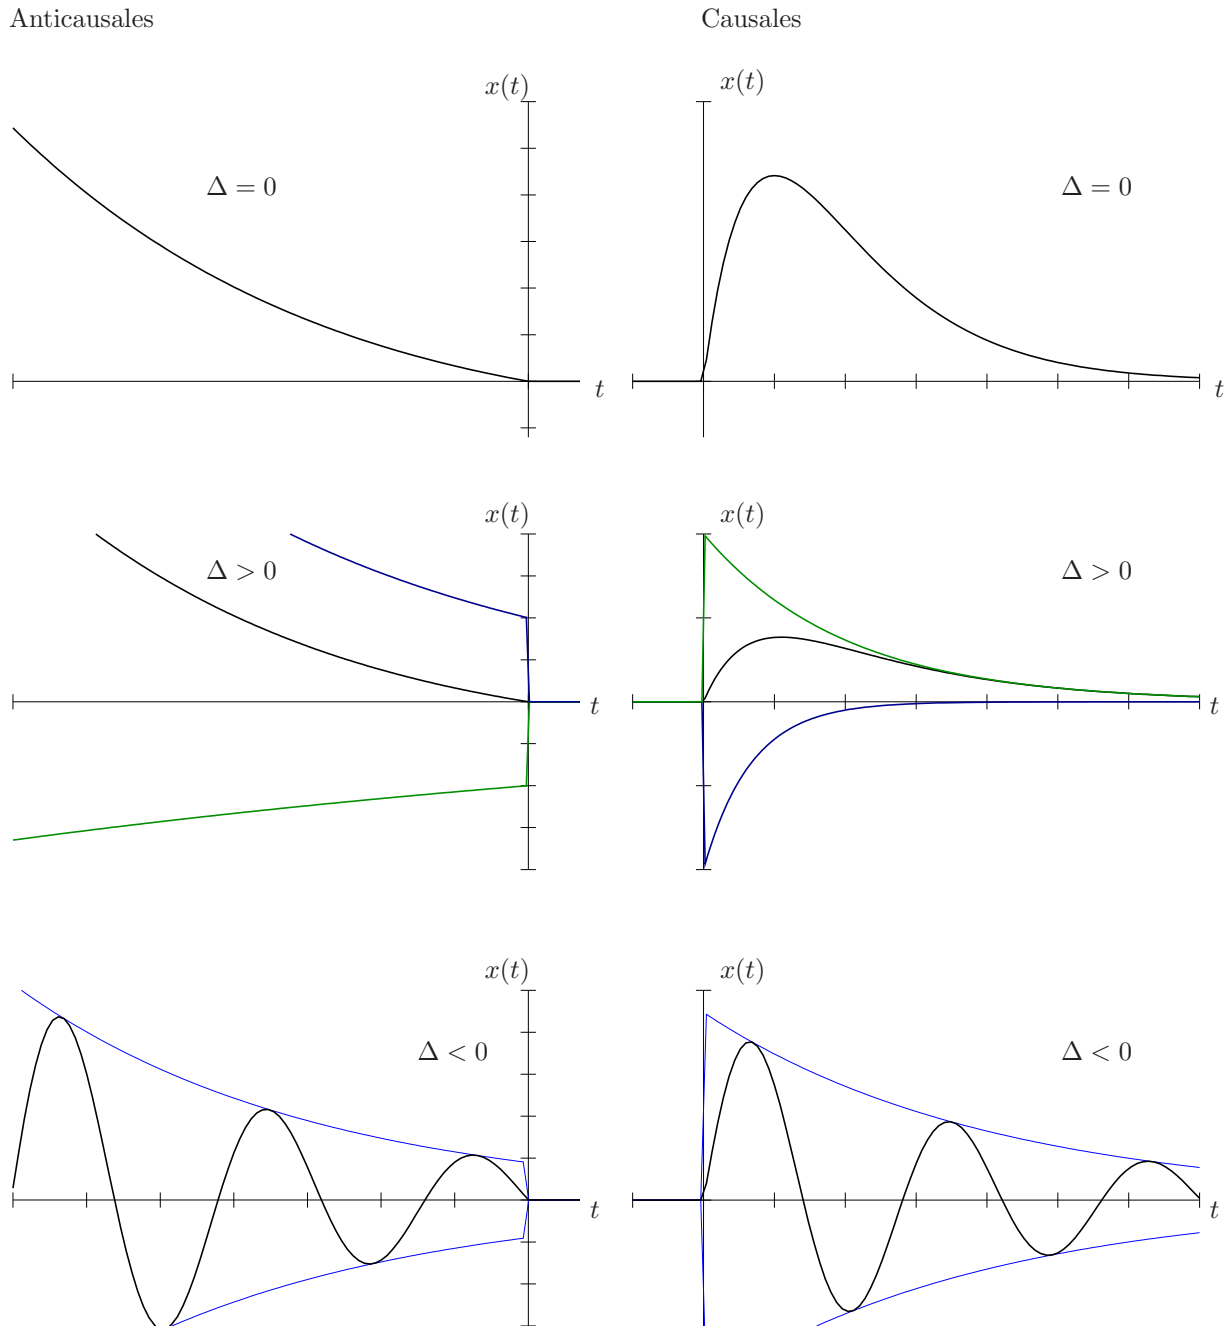 Anticausales
Causales
x(t)
x(t)
Δ = 0
Δ = 0
t
t
x(t)
x(t)
Δ > 0
Δ > 0
t
t
x(t)
x(t)
Δ < 0
Δ < 0
t
t